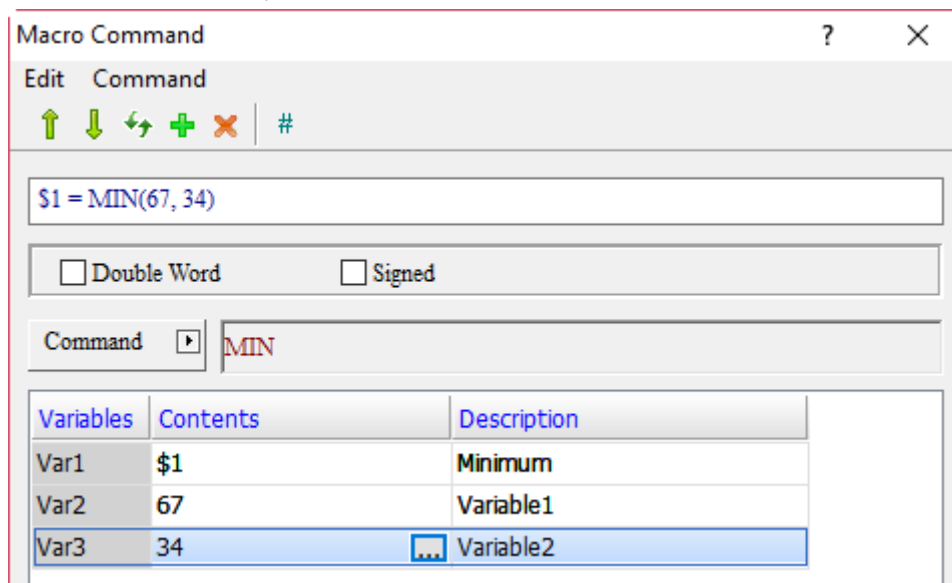 Macro Command ?
Edit Command
#
$1 = MIN(67, 34)
Double Word Signed
Command MIN
Variables Contents Description
Var1 $1 Minimum
Var2 67 Variable1
Var3 34 ... Variable2